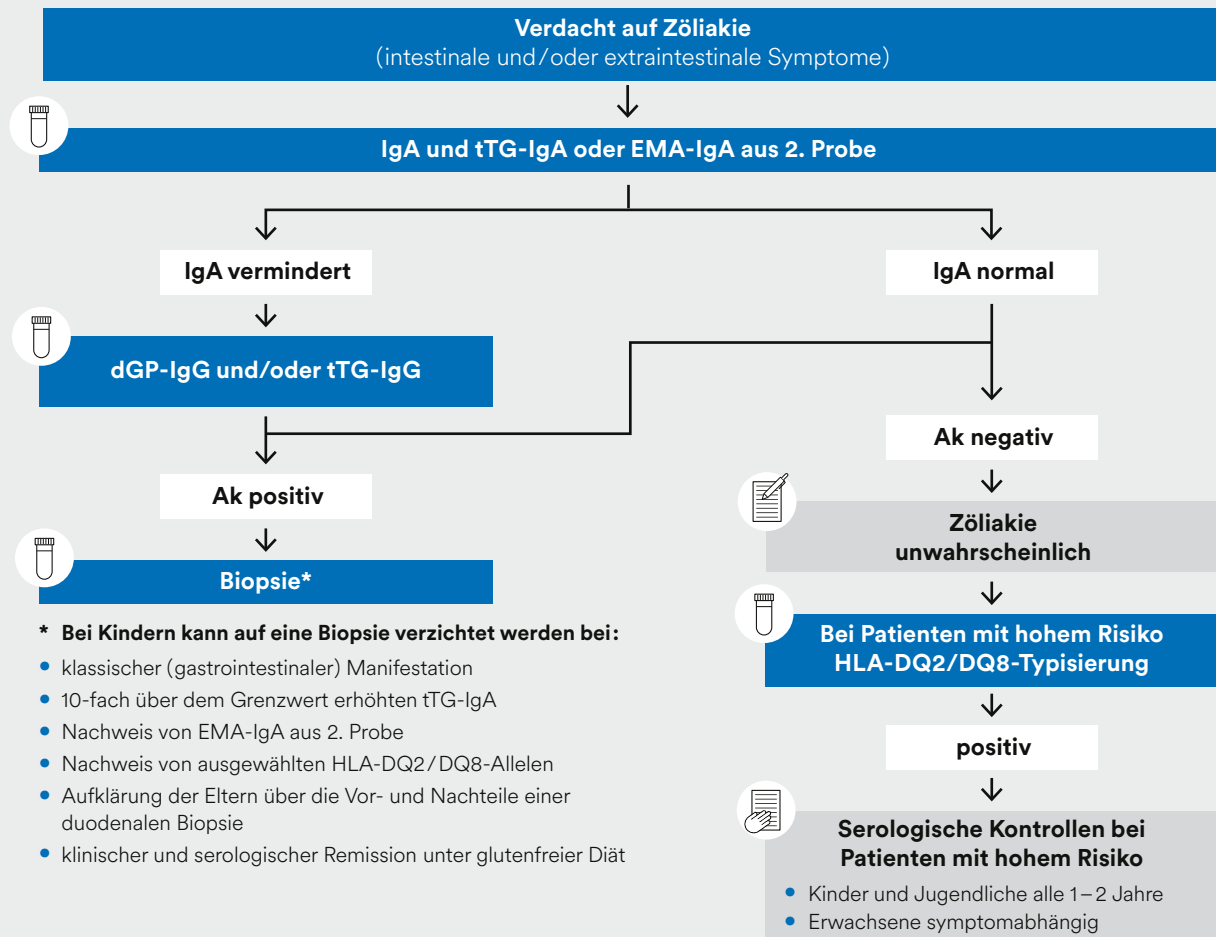 Verdacht auf Zöliakie
(intestinale und/oder extraintestinale Symptome)
IgA und tTG-IgA oder EMA-IgA aus 2. Probe
IgA vermindert
IgA normal
dGP-IgG und/oder tTG-IgG
Ak negativ
Ak positiv
Zöliakie
unwahrscheinlich
Biopsie*
* Bei Kindern kann auf eine Biopsie verzichtet werden bei:
• klassischer (gastrointestinaler) Manifestation
• 10-fach über dem Grenzwert erhöhten tTG-IgA
• Nachweis von EMA-IgA aus 2. Probe
• Nachweis von ausgewählten HLA-DQ2/DQ8-Allelen
• Aufklärung der Eltern über die Vor- und Nachteile einer
duodenalen Biopsie
• klinischer und serologischer Remission unter glutenfreier Diät
Bei Patienten mit hohem Risiko
HLA-DQ2/DQ8-Typisierung
positiv
Serologische Kontrollen bei
Patienten mit hohem Risiko
• Kinder und Jugendliche alle 1–2 Jahre
• Erwachsene symptomabhängig